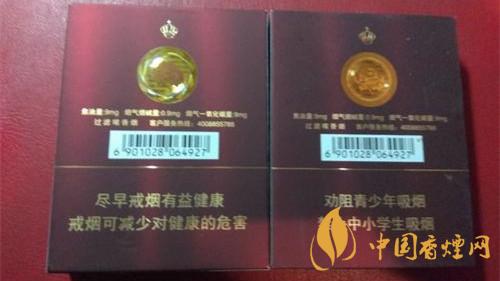 焦油量:9mg 烟气烟碱量:0.9mg 烟气一氧化碳量:9mg
过滤嘴香烟 客户服务热线:4008855785
6 901028 064927
尽早戒烟有益健康
戒烟可减少对健康的危害
焦油量:9mg 烟气烟碱量:0.9mg 烟气一氧化碳量:9mg
过滤嘴香烟 客户服务热线:4008855785
6 901028 064927
劝阻青少年吸烟
中小学生吸烟
中国香烟网